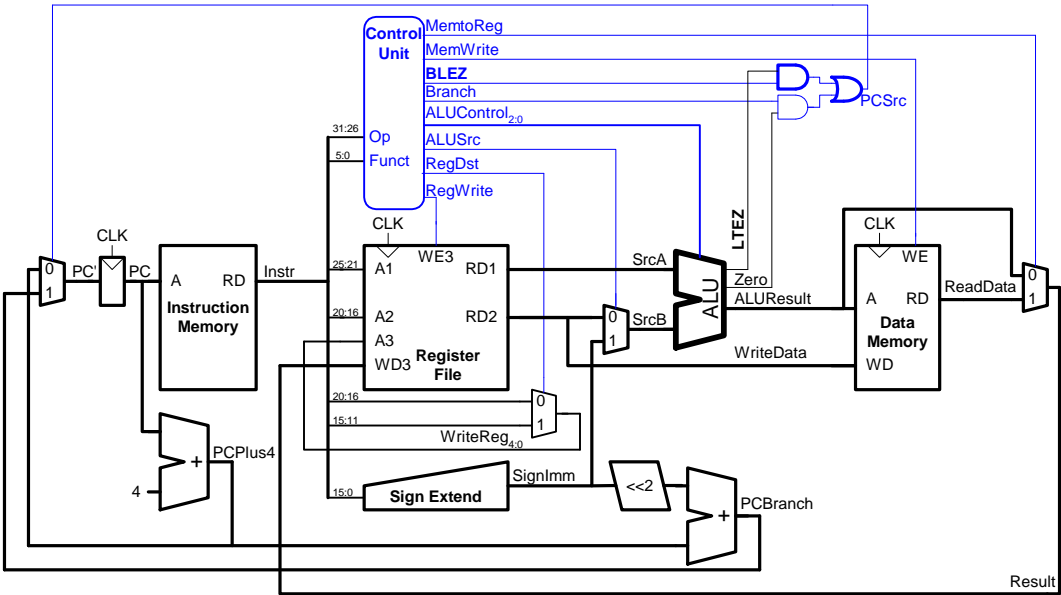 MemtoReg
Control
Unit
MemWrite
BLEZ
Branch
PCSrc
ALUControl2:0
31:26
Op
ALUSrc
5:0
Funct
RegDst
RegWrite
CLK
CLK
CLK
LTEZ
WE3
WE
0
1
PC'
PC
A
RD
Instr
Instruction
Memory
25:21
A1
RD1
SrcA
20:16
A2
RD2
0
1
SrcB
A3
WD3
Register
File
ALU
Zero
ALUResult
WriteData
A
RD
Data
Memory
WD
ReadData
0
1
20:16
0
15:11
1
WriteReg4:0
PCPlus4
+
4
SignImm
15:0
Sign Extend
<<2
+
PCBranch
Result